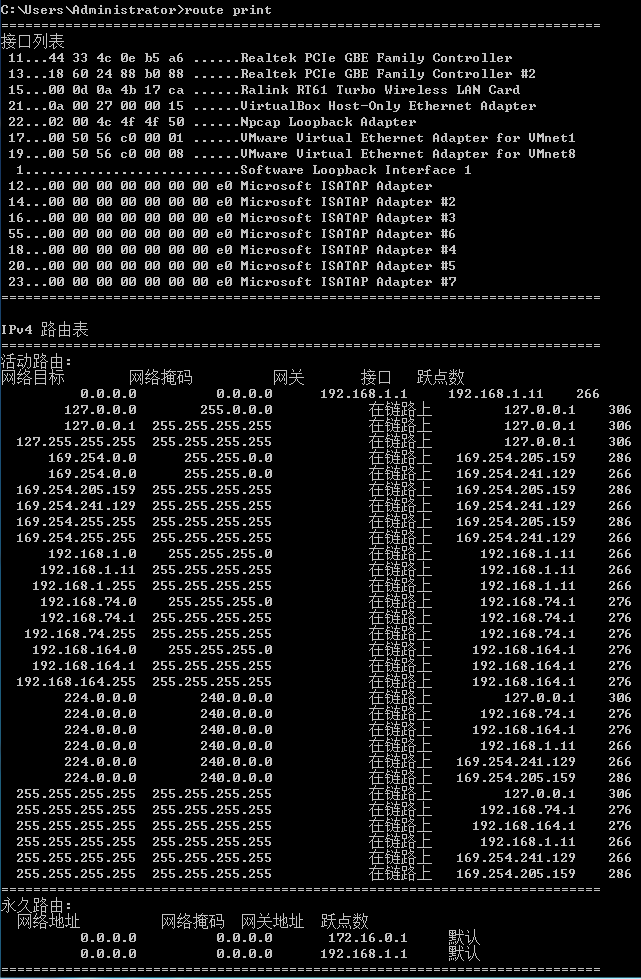 C:\Users\Administrator>route print
===========================================================================
接口列表
 11...44 33 4c 0e b5 a6 ......Realtek PCIe GBE Family Controller
 13...18 60 24 88 b0 88 ......Realtek PCIe GBE Family Controller #2
 15...00 0d 0a 4b 17 ca ......Ralink RT61 Turbo Wireless LAN Card
 21...0a 00 27 00 00 15 ......VirtualBox Host-Only Ethernet Adapter
 22...02 00 4c 4f 4f 50 ......Npcap Loopback Adapter
 17...00 50 56 c0 00 01 ......VMware Virtual Ethernet Adapter for VMnet1
 19...00 50 56 c0 00 08 ......VMware Virtual Ethernet Adapter for VMnet8
  1...........................Software Loopback Interface 1
 12...00 00 00 00 00 00 00 e0 Microsoft ISATAP Adapter
 14...00 00 00 00 00 00 00 e0 Microsoft ISATAP Adapter #2
 16...00 00 00 00 00 00 00 e0 Microsoft ISATAP Adapter #3
 55...00 00 00 00 00 00 00 e0 Microsoft ISATAP Adapter #6
 18...00 00 00 00 00 00 00 e0 Microsoft ISATAP Adapter #4
 20...00 00 00 00 00 00 00 e0 Microsoft ISATAP Adapter #5
 23...00 00 00 00 00 00 00 e0 Microsoft ISATAP Adapter #7
===========================================================================
IPv4 路由表
===========================================================================
活动路由:
网络目标 网络掩码 网关 接口 跃点数
0.0.0.0 0.0.0.0 192.168.1.1 192.168.1.11 266
127.0.0.0 255.0.0.0 在链路上 127.0.0.1 306
127.0.0.1 255.255.255.255 在链路上 127.0.0.1 306
127.255.255.255 255.255.255.255 在链路上 127.0.0.1 306
169.254.0.0 255.255.0.0 在链路上 169.254.205.159 286
169.254.0.0 255.255.0.0 在链路上 169.254.241.129 266
169.254.205.159 255.255.255.255 在链路上 169.254.205.159 286
169.254.241.129 255.255.255.255 在链路上 169.254.241.129 266
169.254.255.255 255.255.255.255 在链路上 169.254.205.159 286
169.254.255.255 255.255.255.255 在链路上 169.254.241.129 266
192.168.1.0 255.255.255.0 在链路上 192.168.1.11 266
192.168.1.11 255.255.255.255 在链路上 192.168.1.11 266
192.168.1.255 255.255.255.255 在链路上 192.168.1.11 266
192.168.74.0 255.255.255.0 在链路上 192.168.74.1 276
192.168.74.1 255.255.255.255 在链路上 192.168.74.1 276
192.168.74.255 255.255.255.255 在链路上 192.168.74.1 276
192.168.164.0 255.255.255.0 在链路上 192.168.164.1 276
192.168.164.1 255.255.255.255 在链路上 192.168.164.1 276
192.168.164.255 255.255.255.255 在链路上 192.168.164.1 276
224.0.0.0 240.0.0.0 在链路上 127.0.0.1 306
224.0.0.0 240.0.0.0 在链路上 192.168.74.1 276
224.0.0.0 240.0.0.0 在链路上 192.168.164.1 276
224.0.0.0 240.0.0.0 在链路上 192.168.1.11 266
224.0.0.0 240.0.0.0 在链路上 169.254.241.129 266
224.0.0.0 240.0.0.0 在链路上 169.254.205.159 286
255.255.255.255 255.255.255.255 在链路上 127.0.0.1 306
255.255.255.255 255.255.255.255 在链路上 192.168.74.1 276
255.255.255.255 255.255.255.255 在链路上 192.168.164.1 276
255.255.255.255 255.255.255.255 在链路上 192.168.1.11 266
255.255.255.255 255.255.255.255 在链路上 169.254.241.129 266
255.255.255.255 255.255.255.255 在链路上 169.254.205.159 286
===========================================================================
永久路由:
网络地址 网络掩码 网关地址 跃点数
0.0.0.0 0.0.0.0 172.16.0.1 默认
0.0.0.0 0.0.0.0 192.168.1.1 默认
===========================================================================